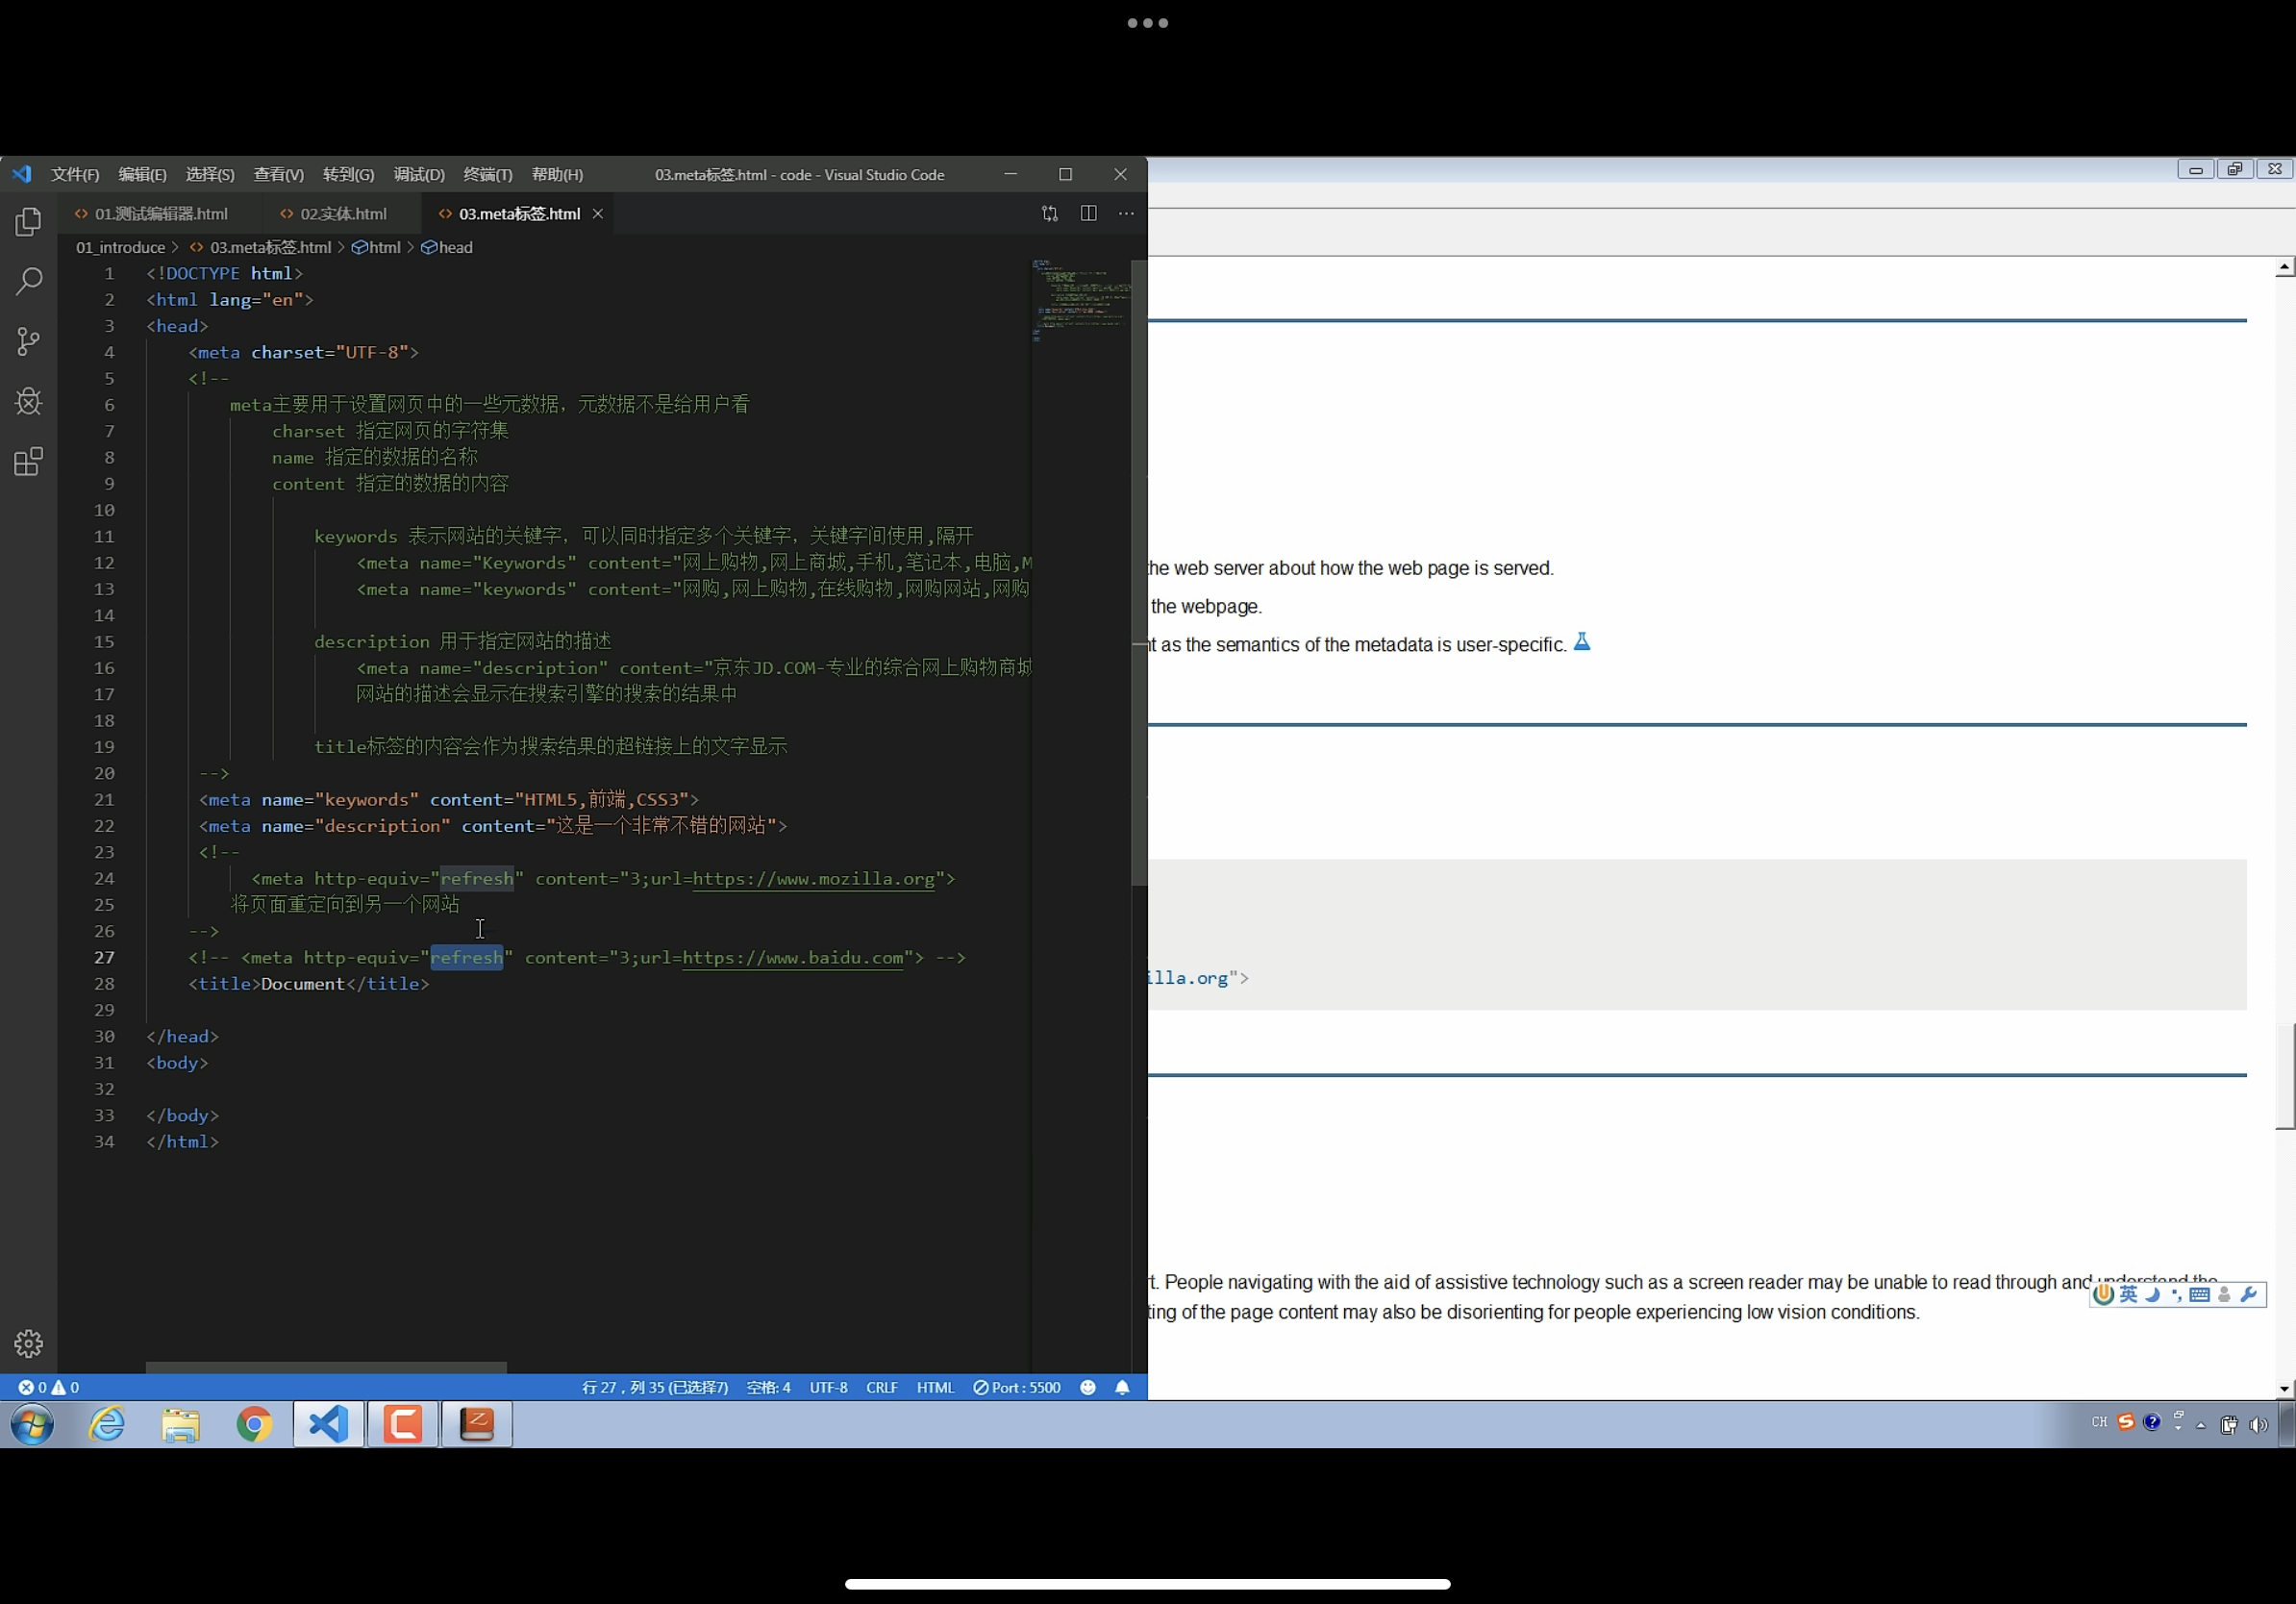 文件(F) 编辑(E) 选择(S) 查看(V) 转到(G) 调试(D) 终端(T) 帮助(H) 03.meta标签.html - code - Visual Studio Code
01.测试编辑器.html 02.实体.html 03.meta标签.html
01_introduce > 03.meta标签.html > html > head
1 <!DOCTYPE html>
2 <html lang="en">
3 <head>
4 <meta charset="UTF-8">
5 <!--
6 meta主要用于设置网页中的一些元数据，元数据不是给用户看
7 charset 指定网页的字符集
8 name 指定的数据的名称
9 content 指定的数据的内容
10
11 keywords 表示网站的关键字，可以同时指定多个关键字，关键字间使用,隔开
12 <meta name="Keywords" content="网上购物,网上商城,手机,笔记本,电脑,M
13 <meta name="keywords" content="网购,网上购物,在线购物,网购网站,网购
14
15 description 用于指定网站的描述
16 <meta name="description" content="京东JD.COM-专业的综合网上购物商城
17 网站的描述会显示在搜索引擎的搜索的结果中
18
19 title标签的内容会作为搜索结果的超链接上的文字显示
20 -->
21 <meta name="keywords" content="HTML5,前端,CSS3">
22 <meta name="description" content="这是一个非常不错的网站">
23 <!--
24 <meta http-equiv="refresh" content="3;url=https://www.mozilla.org">
25 将页面重定向到另一个网站
26 -->
27 <!-- <meta http-equiv="refresh" content="3;url=https://www.baidu.com"> -->
28 <title>Document</title>
29
30 </head>
31 <body>
32
33 </body>
34 </html>
the web server about how the web page is served.
the webpage.
as the semantics of the metadata is user-specific.
illa.org">
t. People navigating with the aid of assistive technology such as a screen reader may be unable to read through and understand the
ting of the page content may also be disorienting for people experiencing low vision conditions.
英
0 0 行 27，列 35 (已选择7) 空格: 4 UTF-8 CRLF HTML Port : 5500
CH